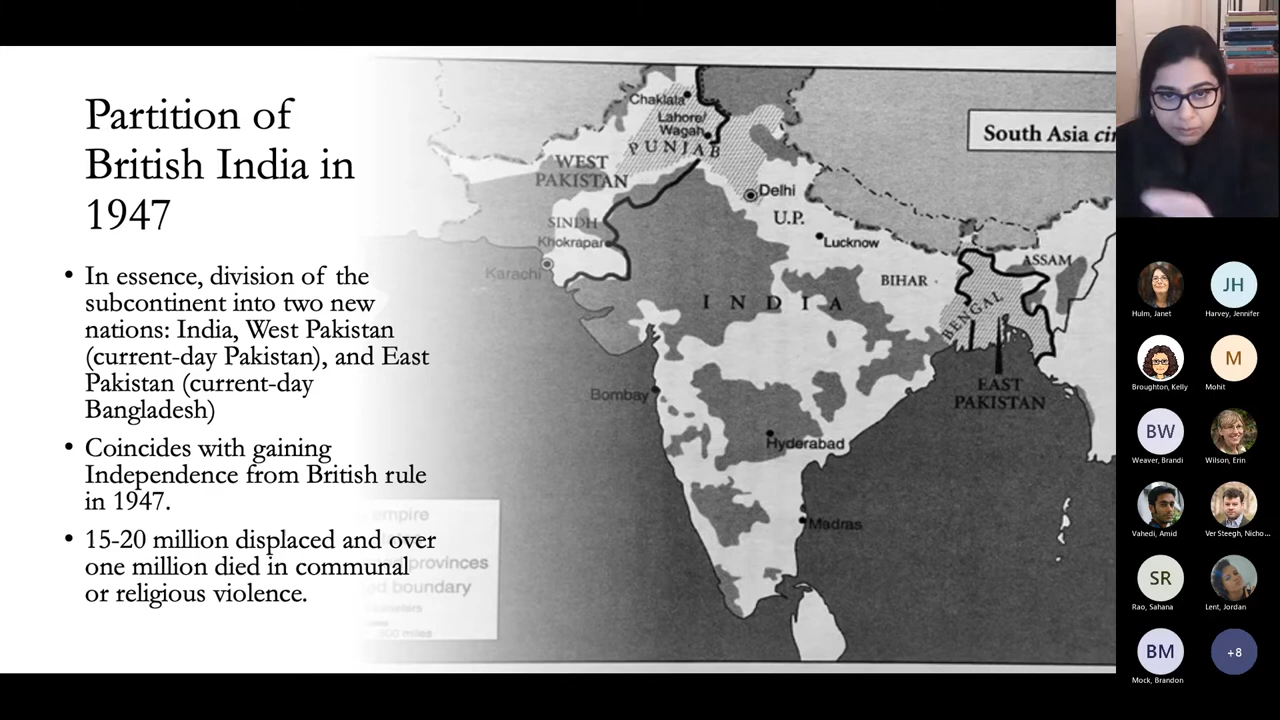 Partition of
British India in
1947
• In essence, division of the
subcontinent into two new
nations: India, West Pakistan
(current-day Pakistan), and East
Pakistan (current-day
Bangladesh)
• Coincides with gaining
Independence from British rule
in 1947.
• 15-20 million displaced and over
one million died in communal
or religious violence.
Chaklala
Lahore/
Wagah
PUNJAB
WEST
PAKISTAN
SINDH
Khokrapar
Karachi
Delhi
U.P.
Lucknow
BIHAR
ASSAM
BENGAL
INDIA
EAST
PAKISTAN
Bombay
Hyderabad
Madras
South Asia
empire
provinces
boundary
miles
Hulm, Janet
JH
Harvey, Jennifer
Broughton, Kelly
M
Mohit
BW
Weaver, Brandi
Wilson, Erin
Vahedi, Amid
Ver Steegh, Nicho...
SR
Rao, Sahana
Lent, Jordan
BM
Mock, Brandon
+8